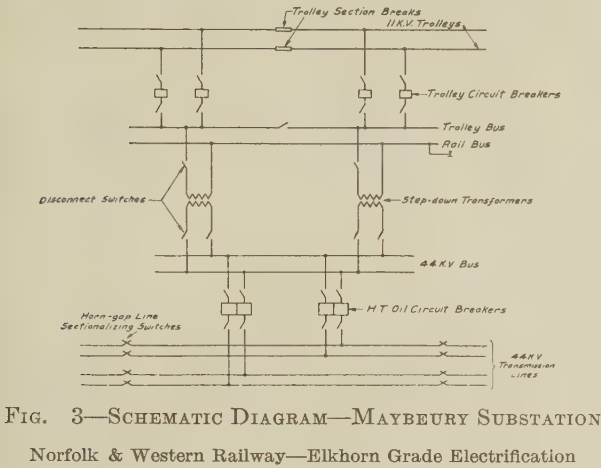 Trolley Section Breaks
11 K.V. Trolleys
Trolley Circuit Breakers
Trolley Bus
Rail Bus
Disconnect Switches
Step-down Transformers
44 K.V Bus
H T Oil Circuit Breakers
Horn-gap Line
Sectionalizing Switches
44KV
Transmission
Lines
FIG. 3—SCHEMATIC DIAGRAM—MAYBEURY SUBSTATION
Norfolk & Western Railway—Elkhorn Grade Electrification